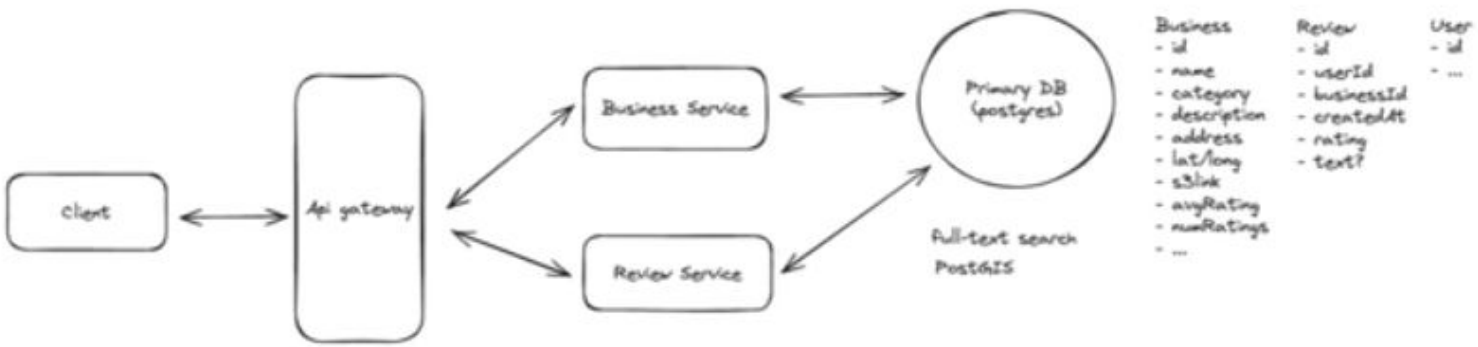 Client
Api gateway
Business Service
Review Service
Primary DB
(postgres)
full-text search
PostGIS
Business
- id
- name
- category
- description
- address
- lat/long
- s3link
- avgRating
- numRatings
- ...
Review
- id
- userId
- businessId
- createdAt
- rating
- text?
User
- id
- ...